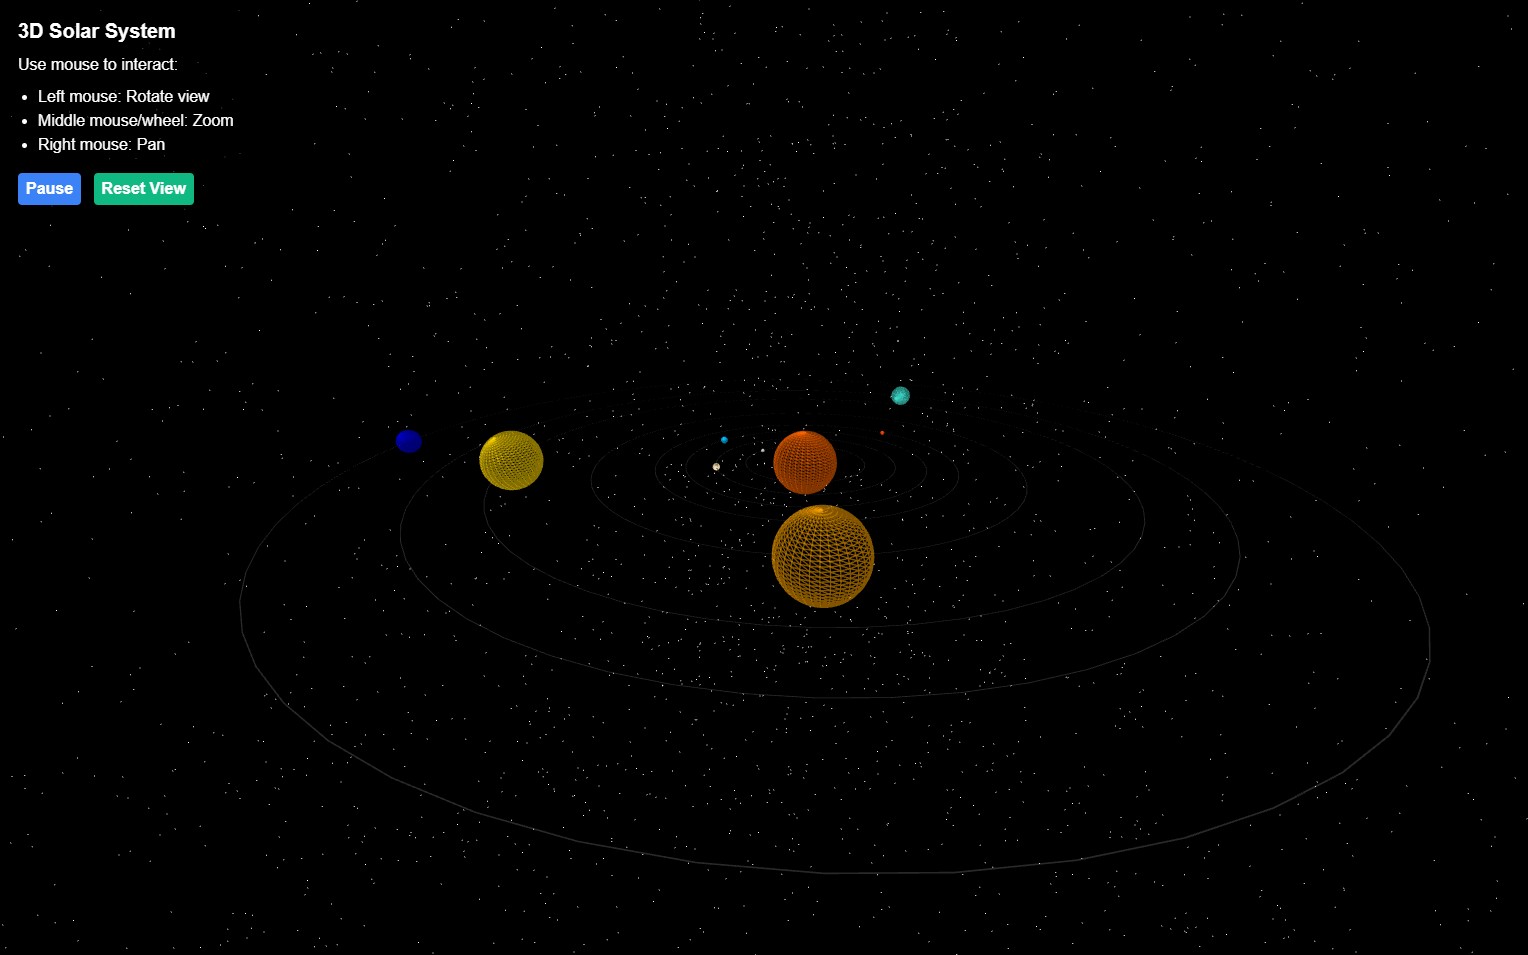 3D Solar System
Use mouse to interact:
• Left mouse: Rotate view
• Middle mouse/wheel: Zoom
• Right mouse: Pan
Pause Reset View